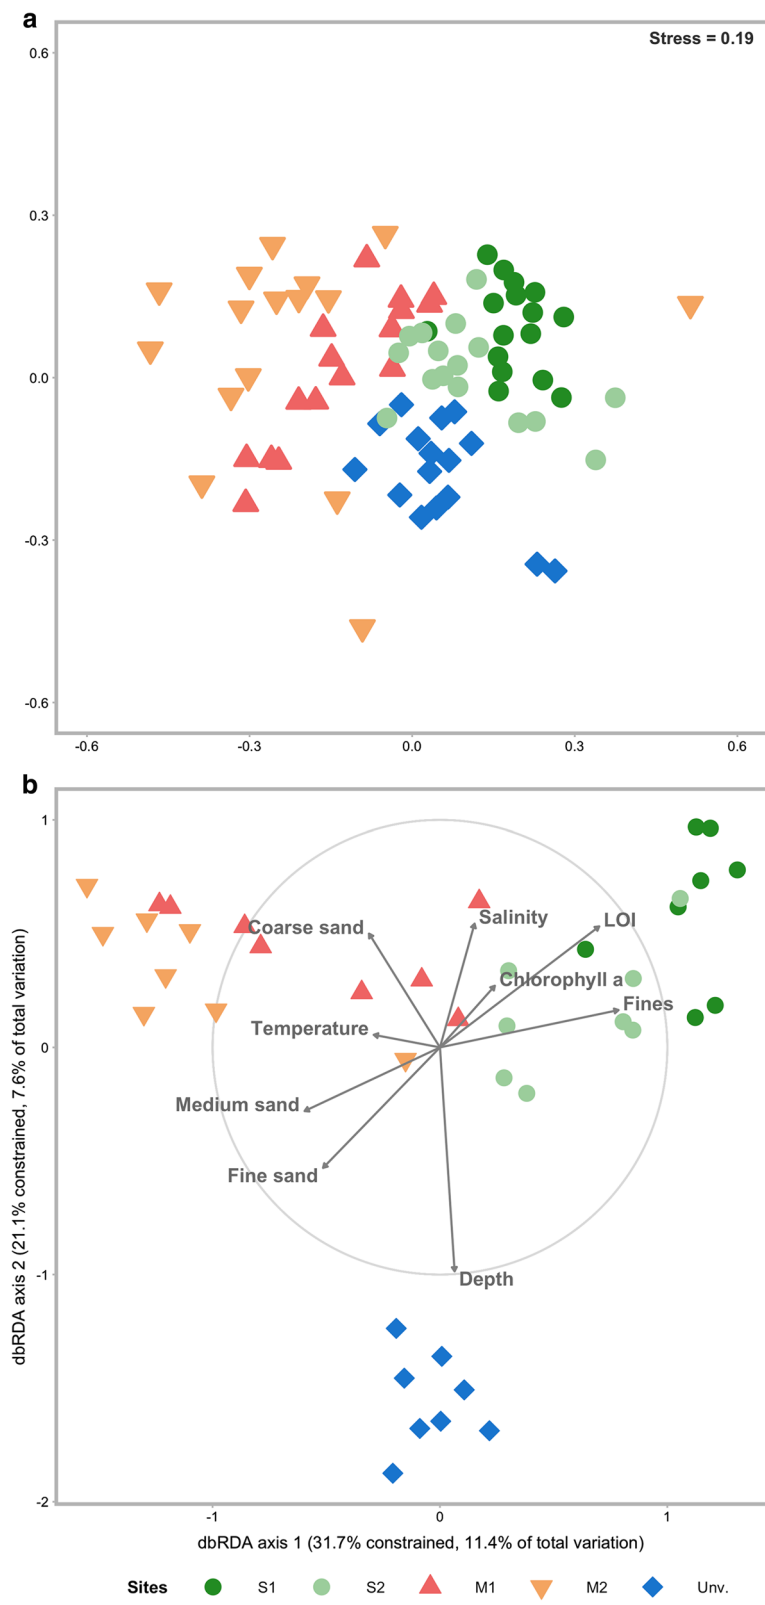 a
Stress = 0.19
0.6
0.3
0.0
-0.3
-0.6
-0.6 -0.3 0.0 0.3 0.6
b
dbRDA axis 2 (21.1% constrained, 7.6% of total variation)
1
0
-1
-2
Salinity
LOI
Coarse sand
Chlorophyll a
Fines
Temperature
Medium sand
Fine sand
Depth
-1 0 1
dbRDA axis 1 (31.7% constrained, 11.4% of total variation)
Sites S1 S2 M1 M2 Unv.